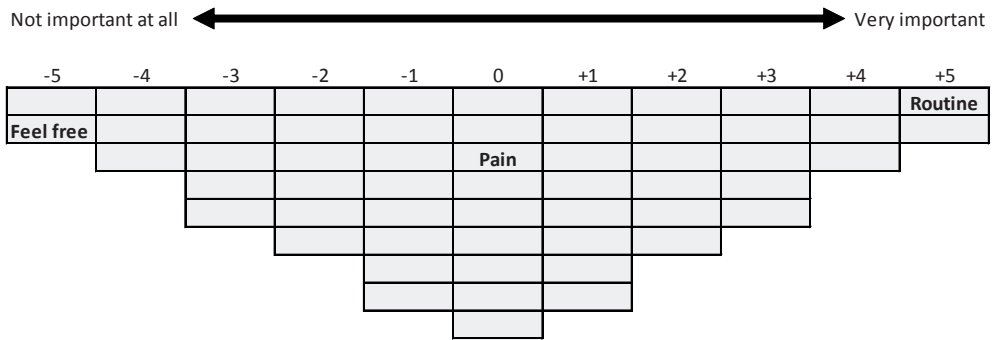 Not important at all Very important
-5 -4 -3 -2 -1 0 +1 +2 +3 +4 +5
Routine
Feel free
Pain